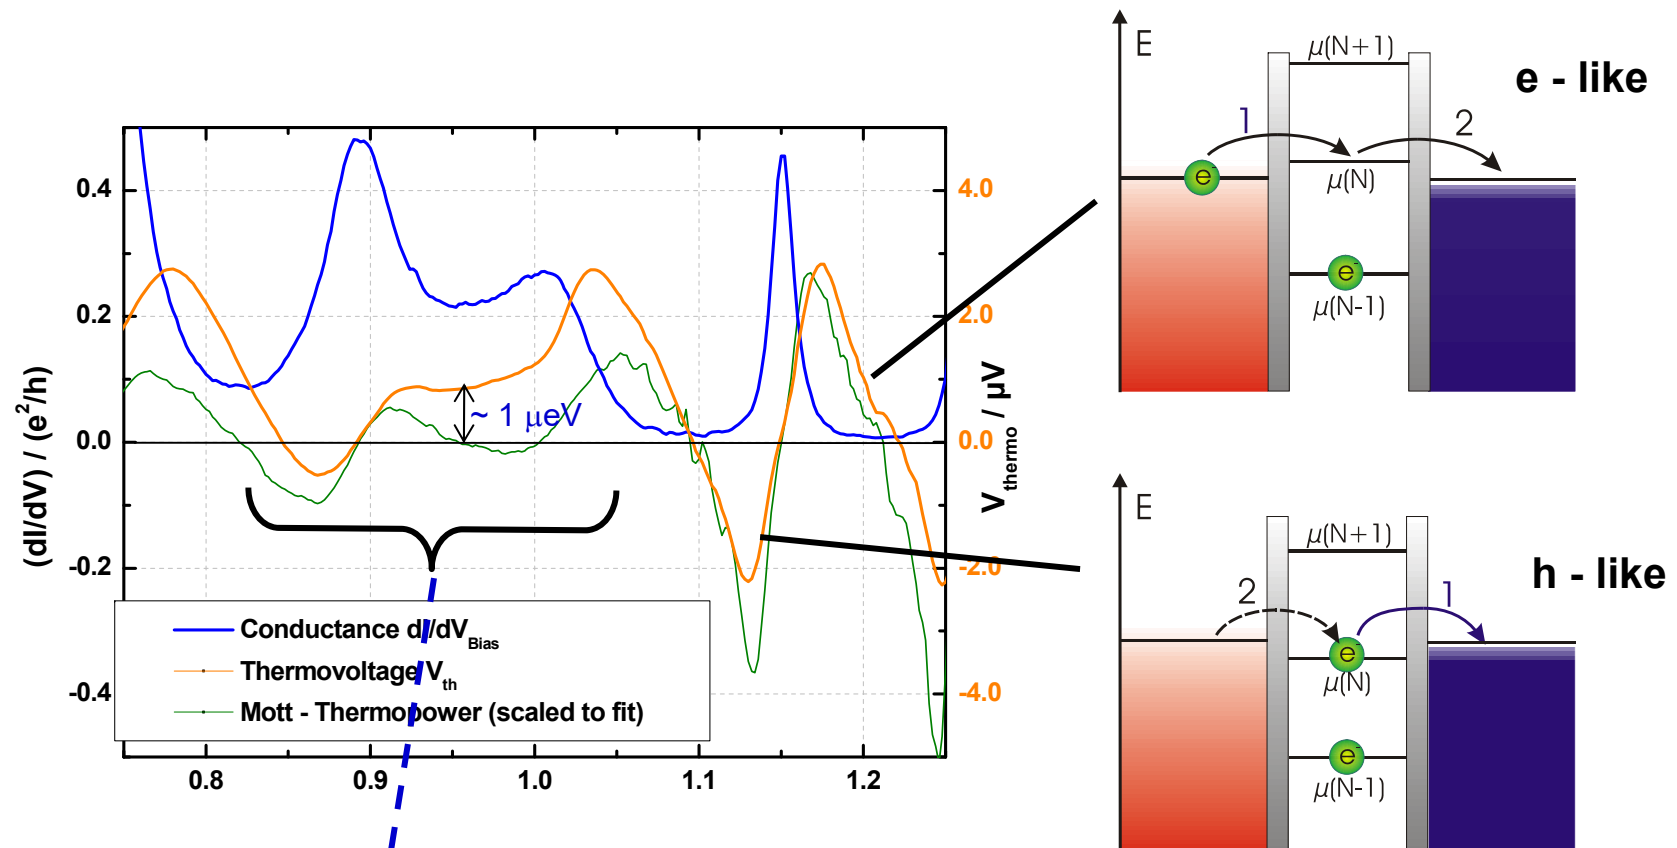 (dI/dV) / (e²/h)
0.4
0.2
0.0
-0.2
-0.4
0.8
0.9
1.0
1.1
1.2
4.0
2.0
0.0
-2.0
-4.0
V_thermo / µV
~ 1 µeV
Conductance dI/dV_Bias
Thermovoltage V_th
Mott - Thermopower (scaled to fit)
E
µ(N+1)
e - like
1
2
e⁻
µ(N)
e⁻
µ(N-1)
E
µ(N+1)
h - like
2
1
e⁻
µ(N)
e⁻
µ(N-1)